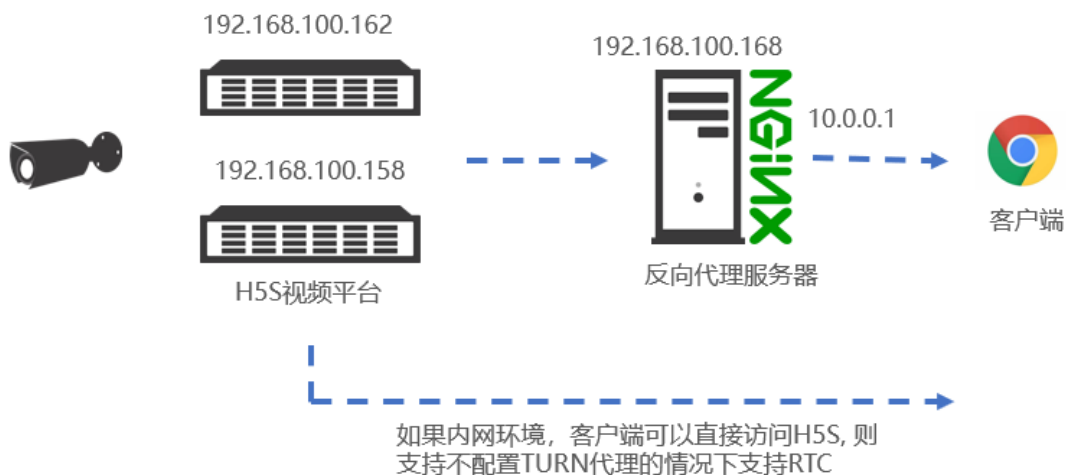 192.168.100.162
192.168.100.168
NGINX
10.0.0.1
192.168.100.158
客户端
反向代理服务器
H5S视频平台
如果内网环境，客户端可以直接访问H5S, 则
支持不配置TURN代理的情况下支持RTC